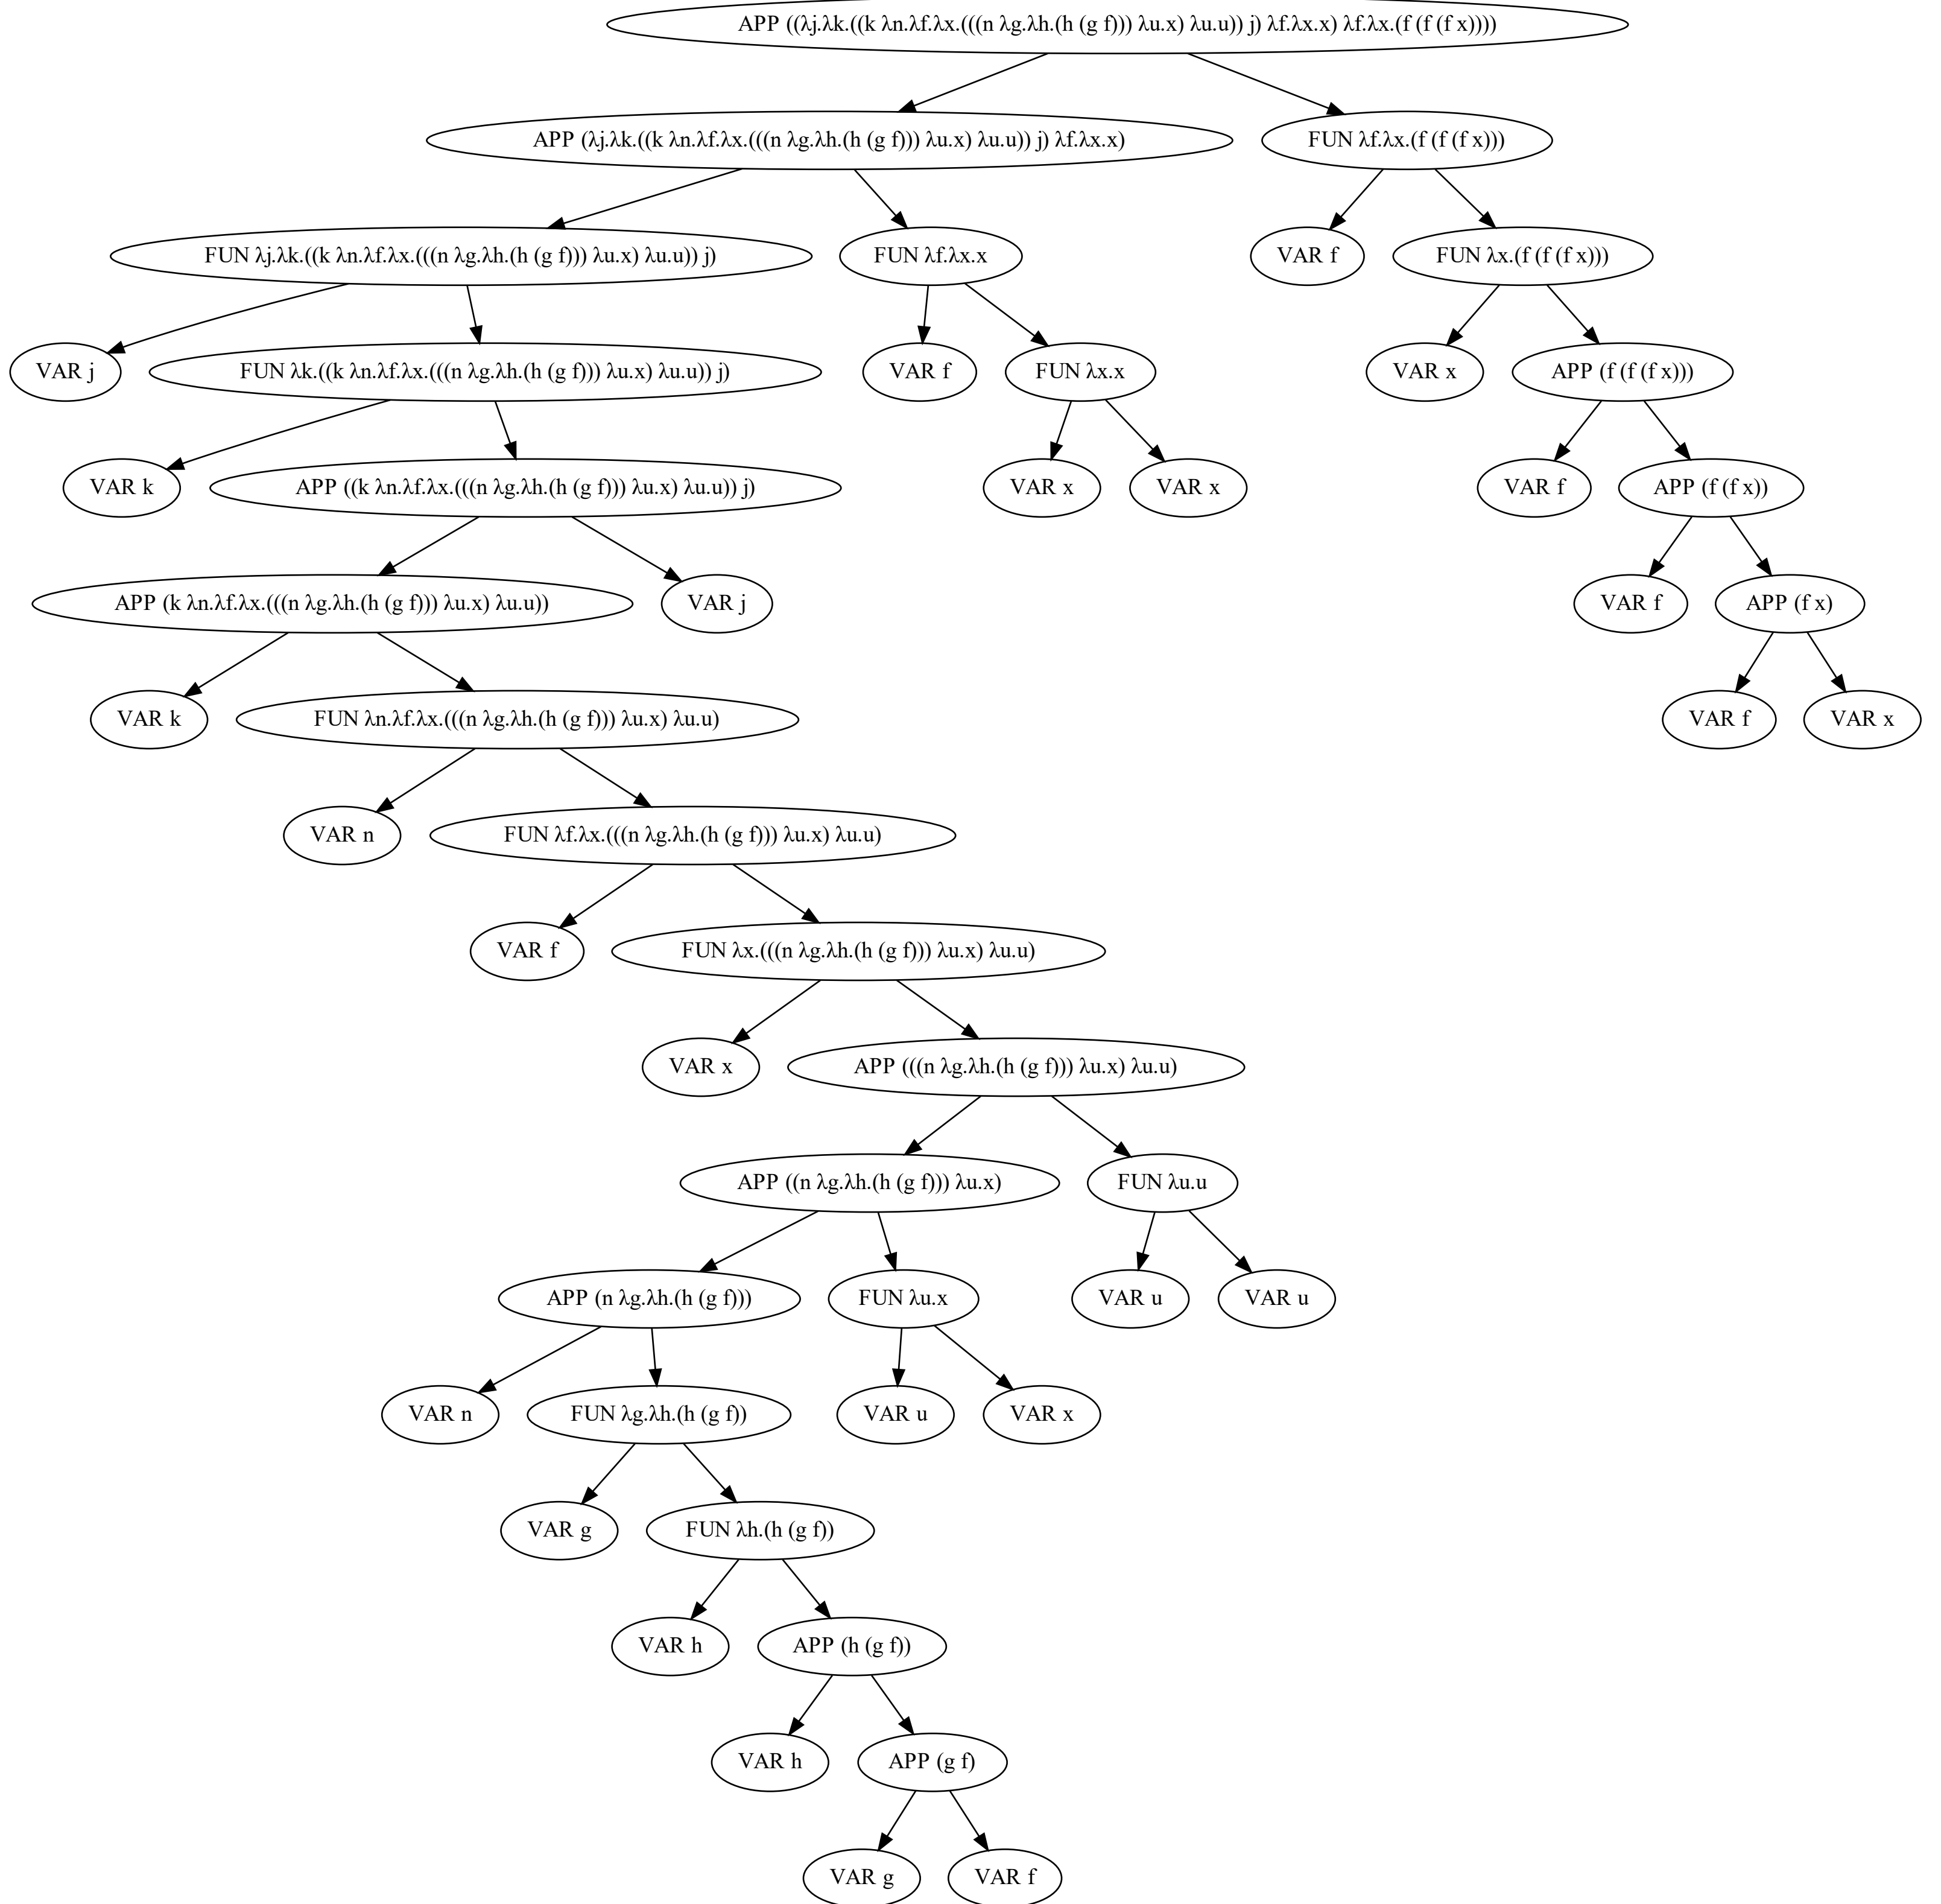 APP ((λj.λk.((k λn.λf.λx.(((n λg.λh.(h (g f))) λu.x) λu.u)) j) λf.λx.x) λf.λx.(f (f (f x))))
APP (λj.λk.((k λn.λf.λx.(((n λg.λh.(h (g f))) λu.x) λu.u)) j) λf.λx.x)
FUN λf.λx.(f (f (f x)))
FUN λj.λk.((k λn.λf.λx.(((n λg.λh.(h (g f))) λu.x) λu.u)) j)
FUN λf.λx.x
VAR f
FUN λx.(f (f (f x)))
VAR j
FUN λk.((k λn.λf.λx.(((n λg.λh.(h (g f))) λu.x) λu.u)) j)
VAR f
FUN λx.x
VAR x
APP (f (f (f x)))
VAR k
APP ((k λn.λf.λx.(((n λg.λh.(h (g f))) λu.x) λu.u)) j)
VAR x
VAR x
VAR f
APP (f (f x))
APP (k λn.λf.λx.(((n λg.λh.(h (g f))) λu.x) λu.u))
VAR j
VAR f
APP (f x)
VAR k
FUN λn.λf.λx.(((n λg.λh.(h (g f))) λu.x) λu.u)
VAR f
VAR x
VAR n
FUN λf.λx.(((n λg.λh.(h (g f))) λu.x) λu.u)
VAR f
FUN λx.(((n λg.λh.(h (g f))) λu.x) λu.u)
VAR x
APP (((n λg.λh.(h (g f))) λu.x) λu.u)
APP ((n λg.λh.(h (g f))) λu.x)
FUN λu.u
APP (n λg.λh.(h (g f)))
FUN λu.x
VAR u
VAR u
VAR n
FUN λg.λh.(h (g f))
VAR u
VAR x
VAR g
FUN λh.(h (g f))
VAR h
APP (h (g f))
VAR h
APP (g f)
VAR g
VAR f